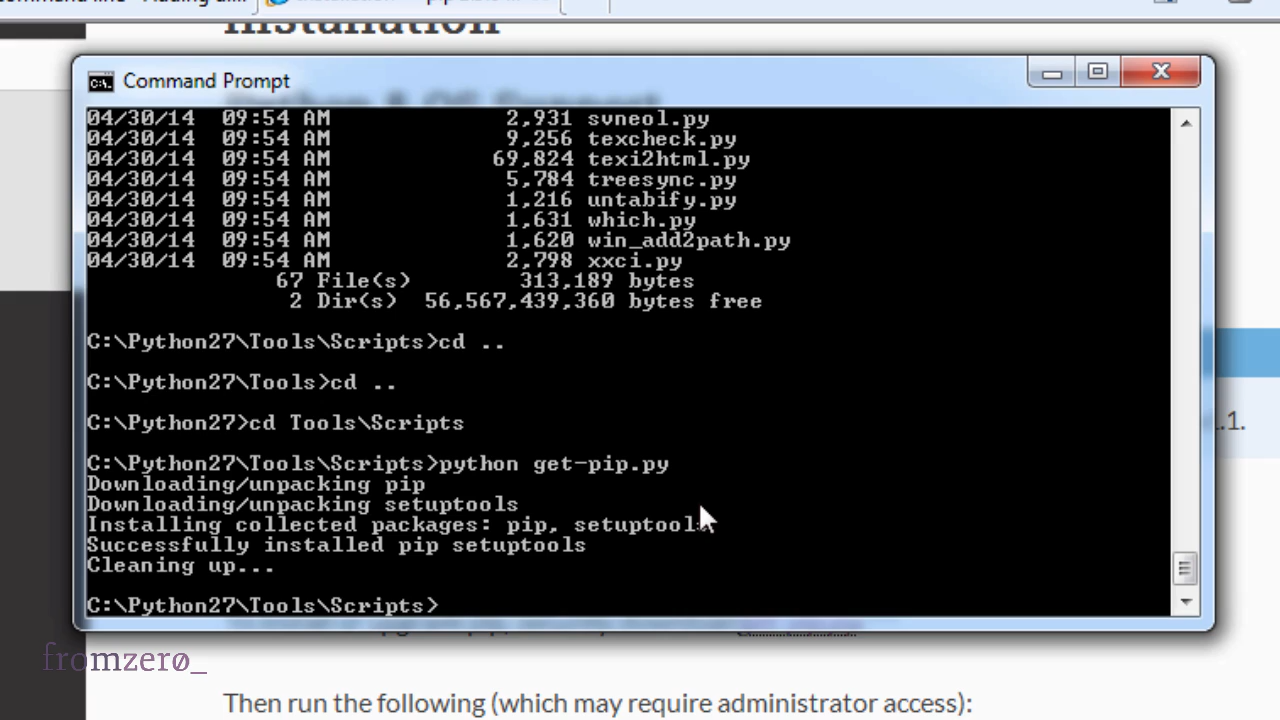 Installation
Command Prompt
04/30/14 09:54 AM 2,931 svneol.py
04/30/14 09:54 AM 9,256 texcheck.py
04/30/14 09:54 AM 69,824 texi2html.py
04/30/14 09:54 AM 5,784 treesync.py
04/30/14 09:54 AM 1,216 untabify.py
04/30/14 09:54 AM 1,631 which.py
04/30/14 09:54 AM 1,620 win_add2path.py
04/30/14 09:54 AM 2,798 xxci.py
67 File(s) 313,189 bytes
2 Dir(s) 56,567,439,360 bytes free
C:\Python27\Tools\Scripts>cd ..
C:\Python27\Tools>cd ..
C:\Python27>cd Tools\Scripts
.1.
C:\Python27\Tools\Scripts>python get-pip.py
Downloading/unpacking pip
Downloading/unpacking setuptools
Installing collected packages: pip, setuptools
Successfully installed pip setuptools
Cleaning up...
C:\Python27\Tools\Scripts>
fromzerø_
Then run the following (which may require administrator access):